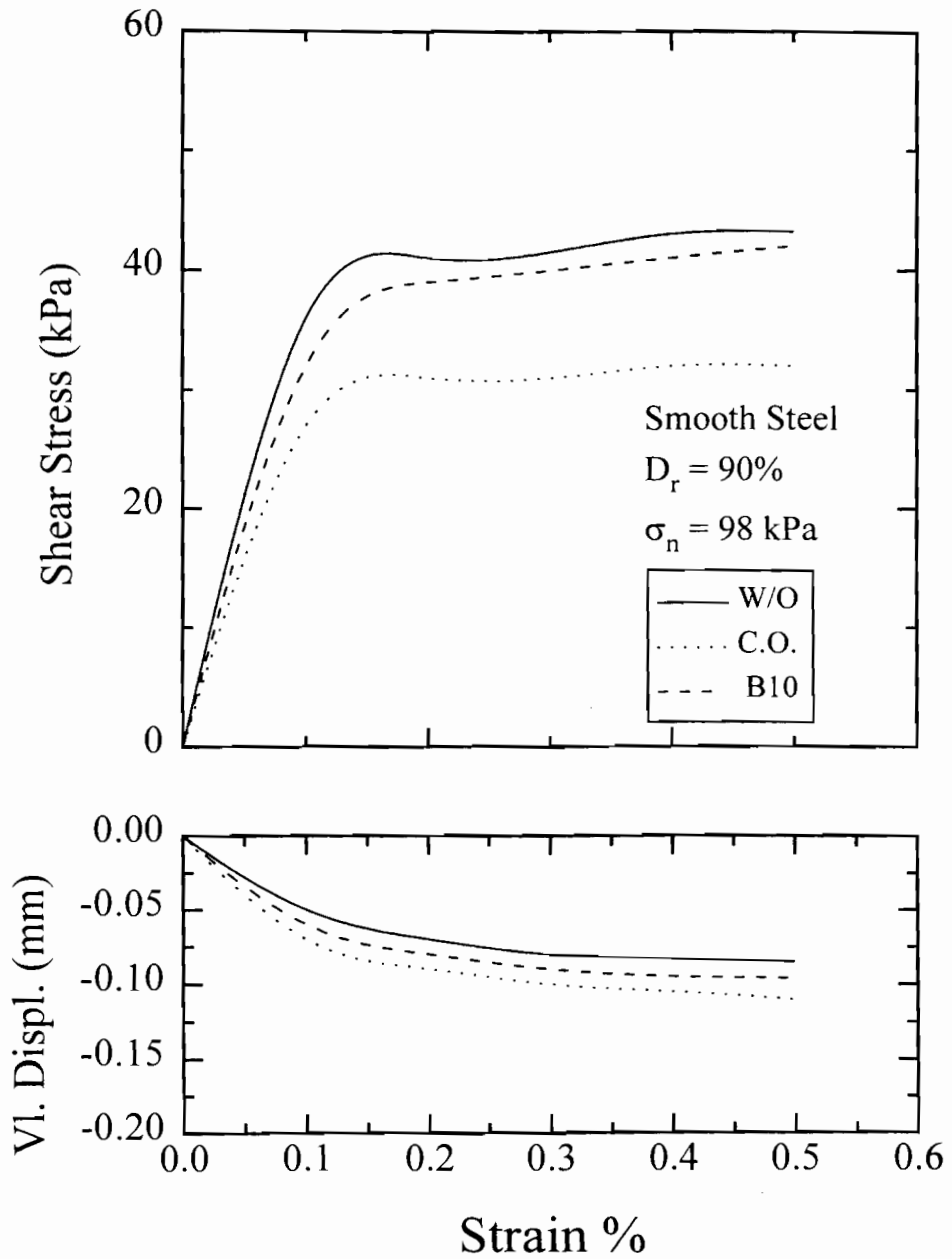 60
40
20
0
Shear Stress (kPa)
Smooth Steel
Dr = 90%
σn = 98 kPa
W/O
C.O.
B10
0.00
-0.05
-0.10
-0.15
-0.20
Vl. Displ. (mm)
0.0 0.1 0.2 0.3 0.4 0.5 0.6
Strain %